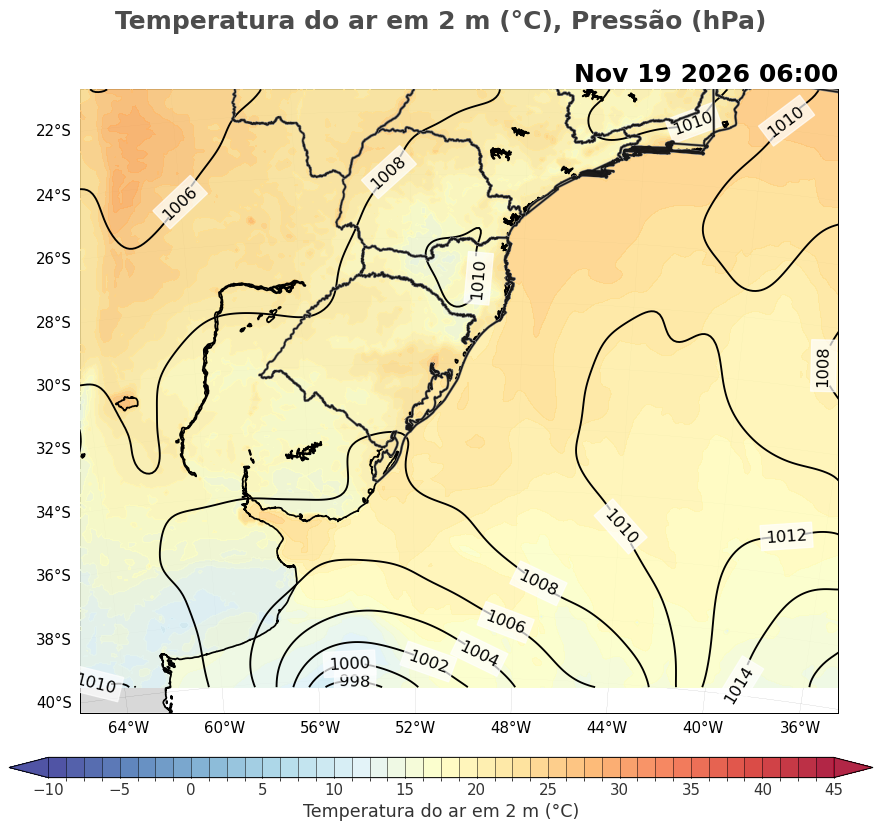 Temperatura do ar em 2 m (°C), Pressão (hPa)
Nov 19 2026 06:00
22°S
24°S
26°S
28°S
30°S
32°S
34°S
36°S
38°S
40°S
1010
1010
1008
1006
1010
1008
1010
1012
1008
1006
1004
1002
1000
998
1010
1014
64°W
60°W
56°W
52°W
48°W
44°W
40°W
36°W
−10
−5
0
5
10
15
20
25
30
35
40
45
Temperatura do ar em 2 m (°C)